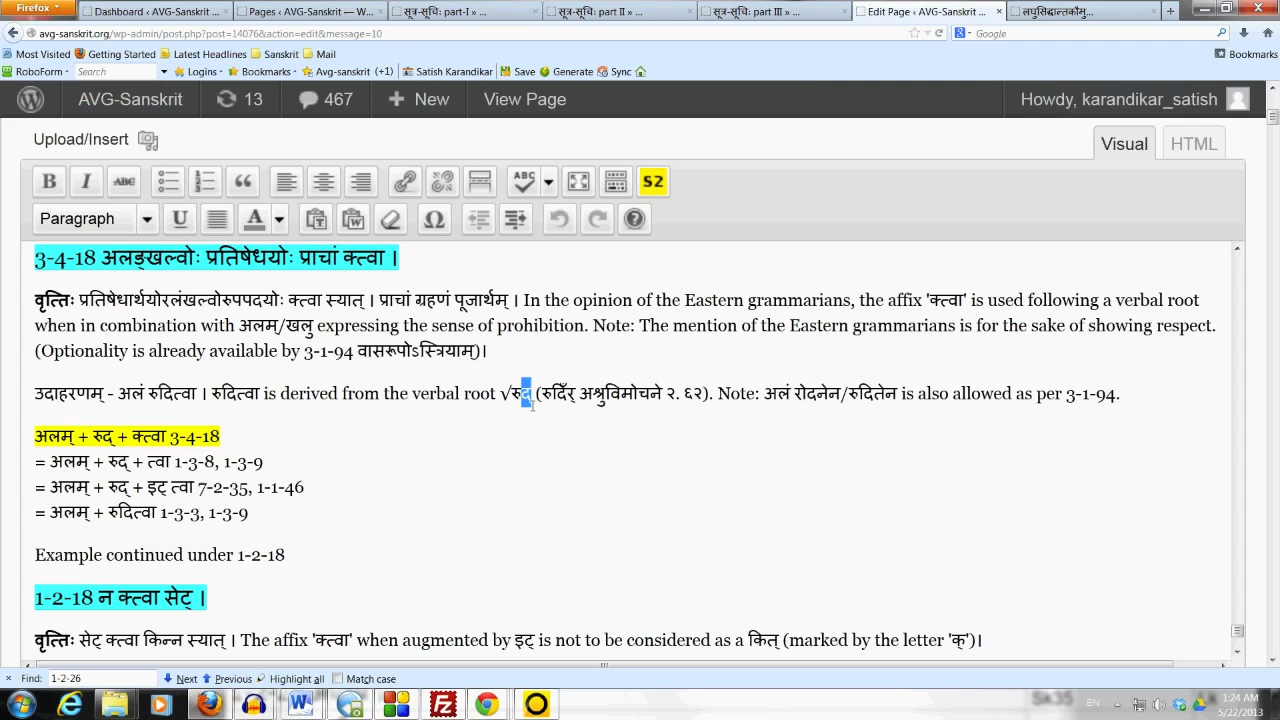 Firefox
Dashboard ‹ AVG-Sanskrit ...
Pages ‹ AVG-Sanskrit — W...
सूत्र-सूचिः part-I » ...
सूत्र-सूचिः part II » ...
सूत्र-सूचिः part III » ...
Edit Page ‹ AVG-Sanskrit ...
लघुसिद्धान्तकौमु...
avg-sanskrit.org/wp-admin/post.php?post=14076&action=edit&message=10
Google
Most Visited Getting Started Latest Headlines Sanskrit Mail Bookmarks
RoboForm Search Logins Bookmarks Avg-sanskrit (+1) Satish Karandikar Save Generate Sync
AVG-Sanskrit 13 467 New View Page Howdy, karandikar_satish
Upload/Insert Visual HTML
B I ABC ABC S2
Paragraph U A Ω
3-4-18 अलङ्खल्वोः प्रतिषेधयोः प्राचां क्त्वा ।
वृत्तिः प्रतिषेधार्थयोरलंखल्वोरुपपदयोः क्त्वा स्यात् । प्राचां ग्रहणं पूजार्थम् । In the opinion of the Eastern grammarians, the affix 'क्त्वा' is used following a verbal root
when in combination with अलम्/खलु expressing the sense of prohibition. Note: The mention of the Eastern grammarians is for the sake of showing respect.
(Optionality is already available by 3-1-94 वासरूपोऽस्त्रियाम्)।
उदाहरणम् - अलं रुदित्वा । रुदित्वा is derived from the verbal root √रुद् (रुदिँर् अश्रुविमोचने २. ६२). Note: अलं रोदनेन/रुदितेन is also allowed as per 3-1-94.
अलम् + रुद् + क्त्वा 3-4-18
= अलम् + रुद् + त्वा 1-3-8, 1-3-9
= अलम् + रुद् + इट् त्वा 7-2-35, 1-1-46
= अलम् + रुदित्वा 1-3-3, 1-3-9
Example continued under 1-2-18
1-2-18 न क्त्वा सेट् ।
वृत्तिः सेट् क्त्वा किन्न स्यात् । The affix 'क्त्वा' when augmented by इट् is not to be considered as a कित् (marked by the letter 'क्')।
Find: 1-2-26 Next Previous Highlight all Match case
EN
1:24 AM
5/22/2013